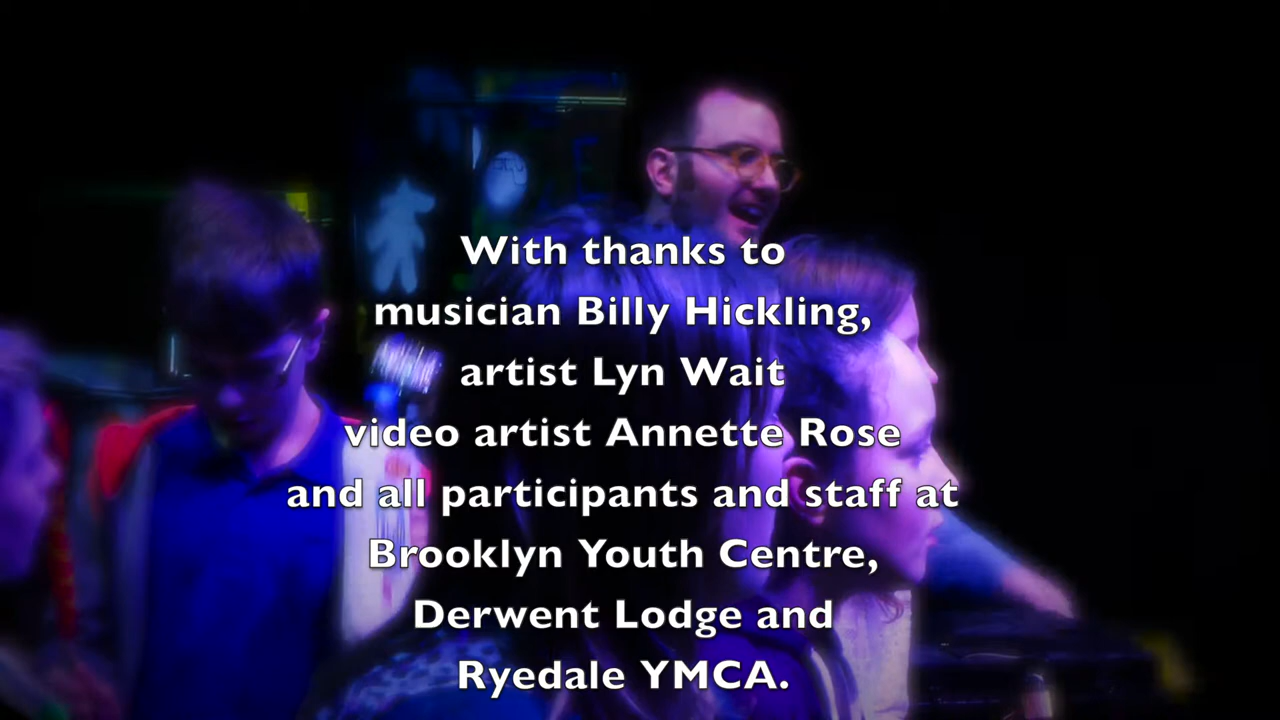 With thanks to
musician Billy Hickling,
artist Lyn Wait
video artist Annette Rose
and all participants and staff at
Brooklyn Youth Centre,
Derwent Lodge and
Ryedale YMCA.